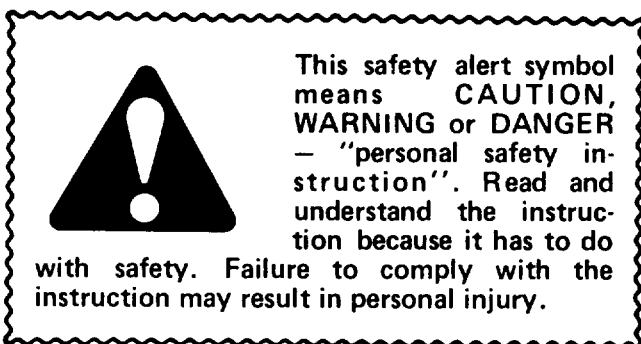 This safety alert symbol
means CAUTION,
WARNING or DANGER
— "personal safety in-
struction". Read and
understand the instruc-
tion because it has to do
with safety. Failure to comply with the
instruction may result in personal injury.